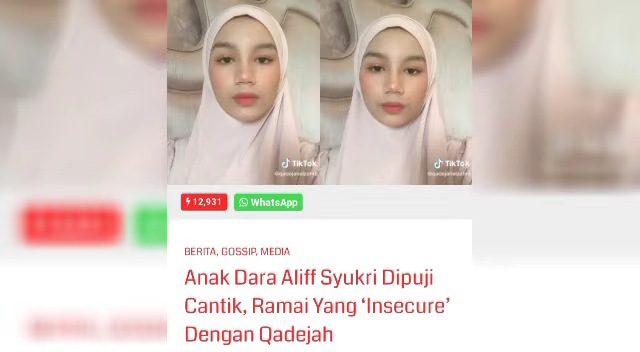 TikTok
TikTok
12,931
WhatsApp
BERITA, GOSSIP, MEDIA
Anak Dara Aliff Syukri Dipuji
Cantik, Ramai Yang ‘Insecure’
Dengan Qadejah